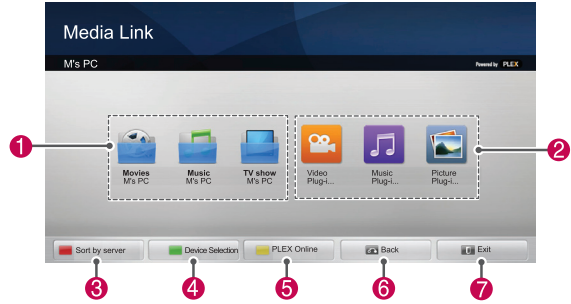 Media Link
M's PC
Powered by PLEX
1
2
Movies
M's PC
Music
M's PC
TV show
M's PC
Video
Plug-i...
Music
Plug-i...
Picture
Plug-i...
Sort by server
Device Selection
PLEX Online
Back
Exit
3
4
5
6
7